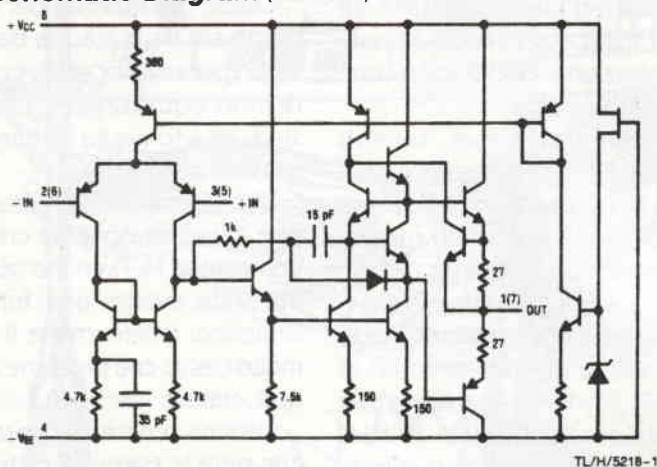 Schematic Diagram
+ VCC 8
380
– IN 2(6)
3(5) +IN
1k
15 pF
27
1(7) OUT
27
4.7k
35 pF
4.7k
7.5k
150
150
– VEE 4
TL/H/5218-1